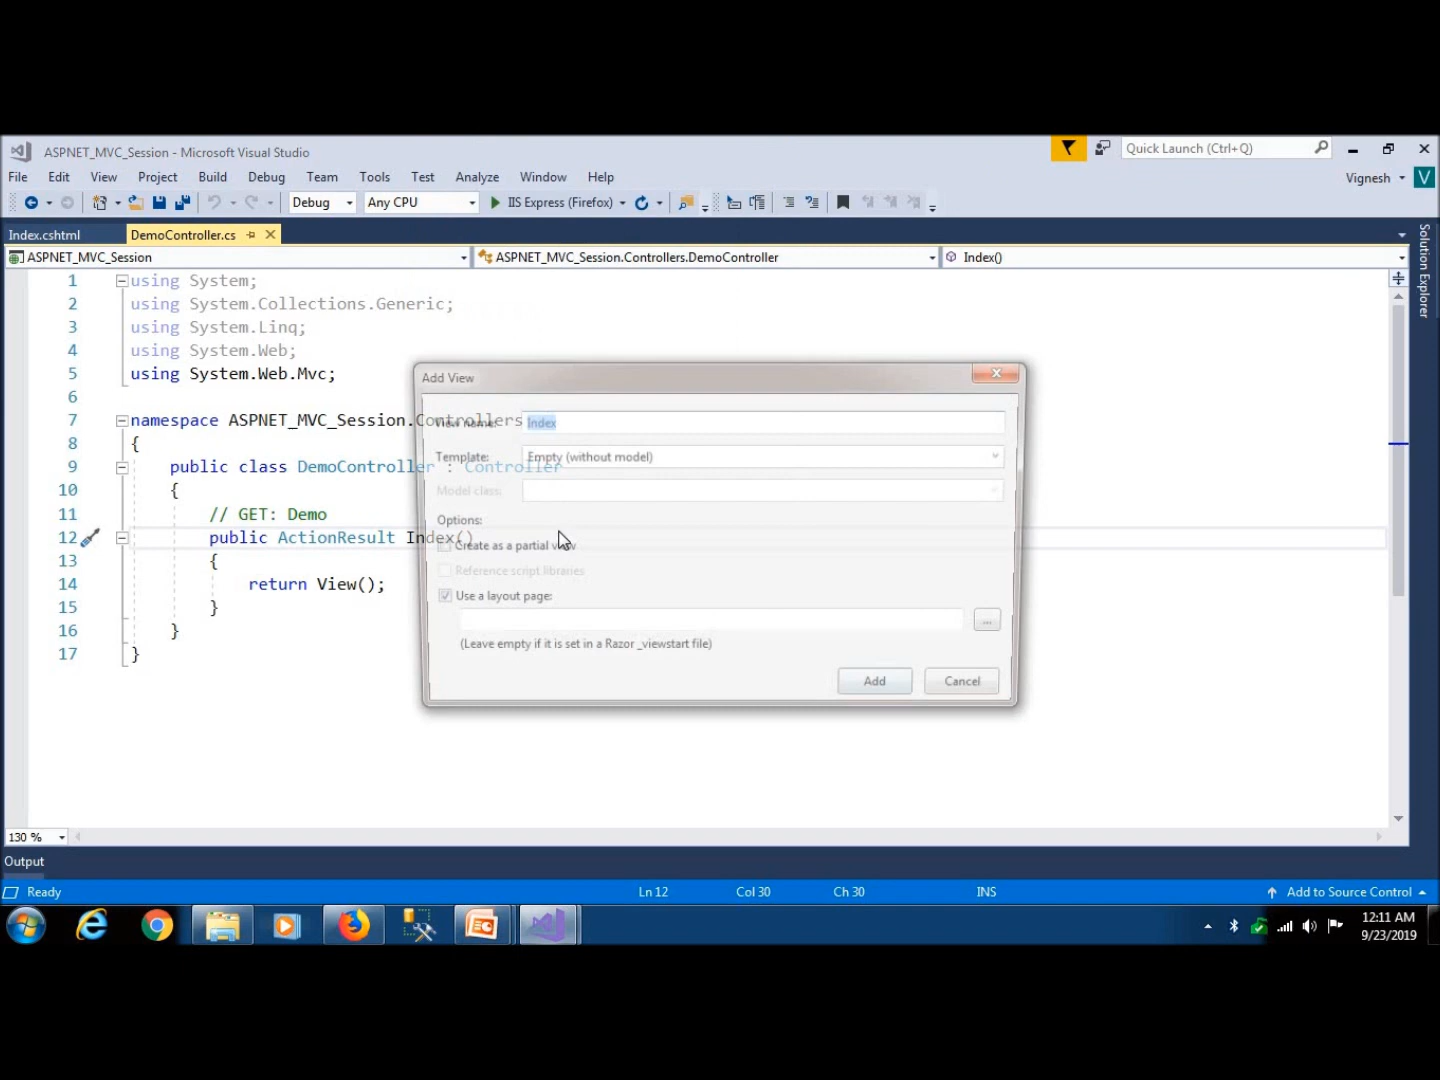 ASPNET_MVC_Session - Microsoft Visual Studio
Quick Launch (Ctrl+Q)
File Edit View Project Build Debug Team Tools Test Analyze Window Help
Vignesh V
Debug Any CPU IIS Express (Firefox)
Index.cshtml DemoController.cs
ASPNET_MVC_Session ASPNET_MVC_Session.Controllers.DemoController Index()
Solution Explorer
1 using System;
2 using System.Collections.Generic;
3 using System.Linq;
4 using System.Web;
5 using System.Web.Mvc;
6
7 namespace ASPNET_MVC_Session.Controllers
8 {
9 public class DemoController : Controller
10 {
11 // GET: Demo
12 public ActionResult Index()
13 {
14 return View();
15 }
16 }
17 }
Add View
View name: Index
Template: Empty (without model)
Model class:
Options:
Create as a partial view
Reference script libraries
Use a layout page:
...
(Leave empty if it is set in a Razor _viewstart file)
Add Cancel
130 %
Output
Ready Ln 12 Col 30 Ch 30 INS Add to Source Control
12:11 AM
9/23/2019